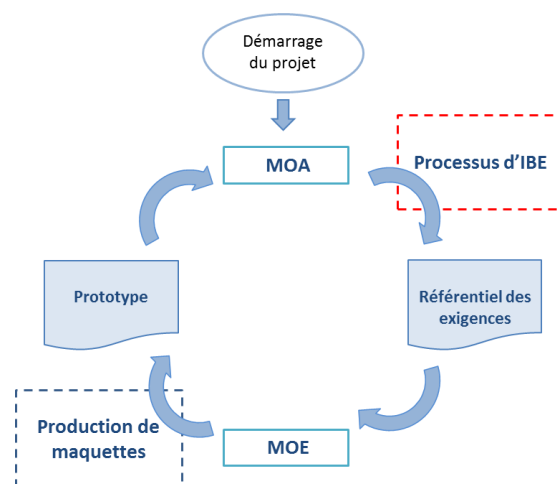 Démarrage
du projet
MOA
Processus d’IBE
Prototype
Référentiel des
exigences
Production de
maquettes
MOE